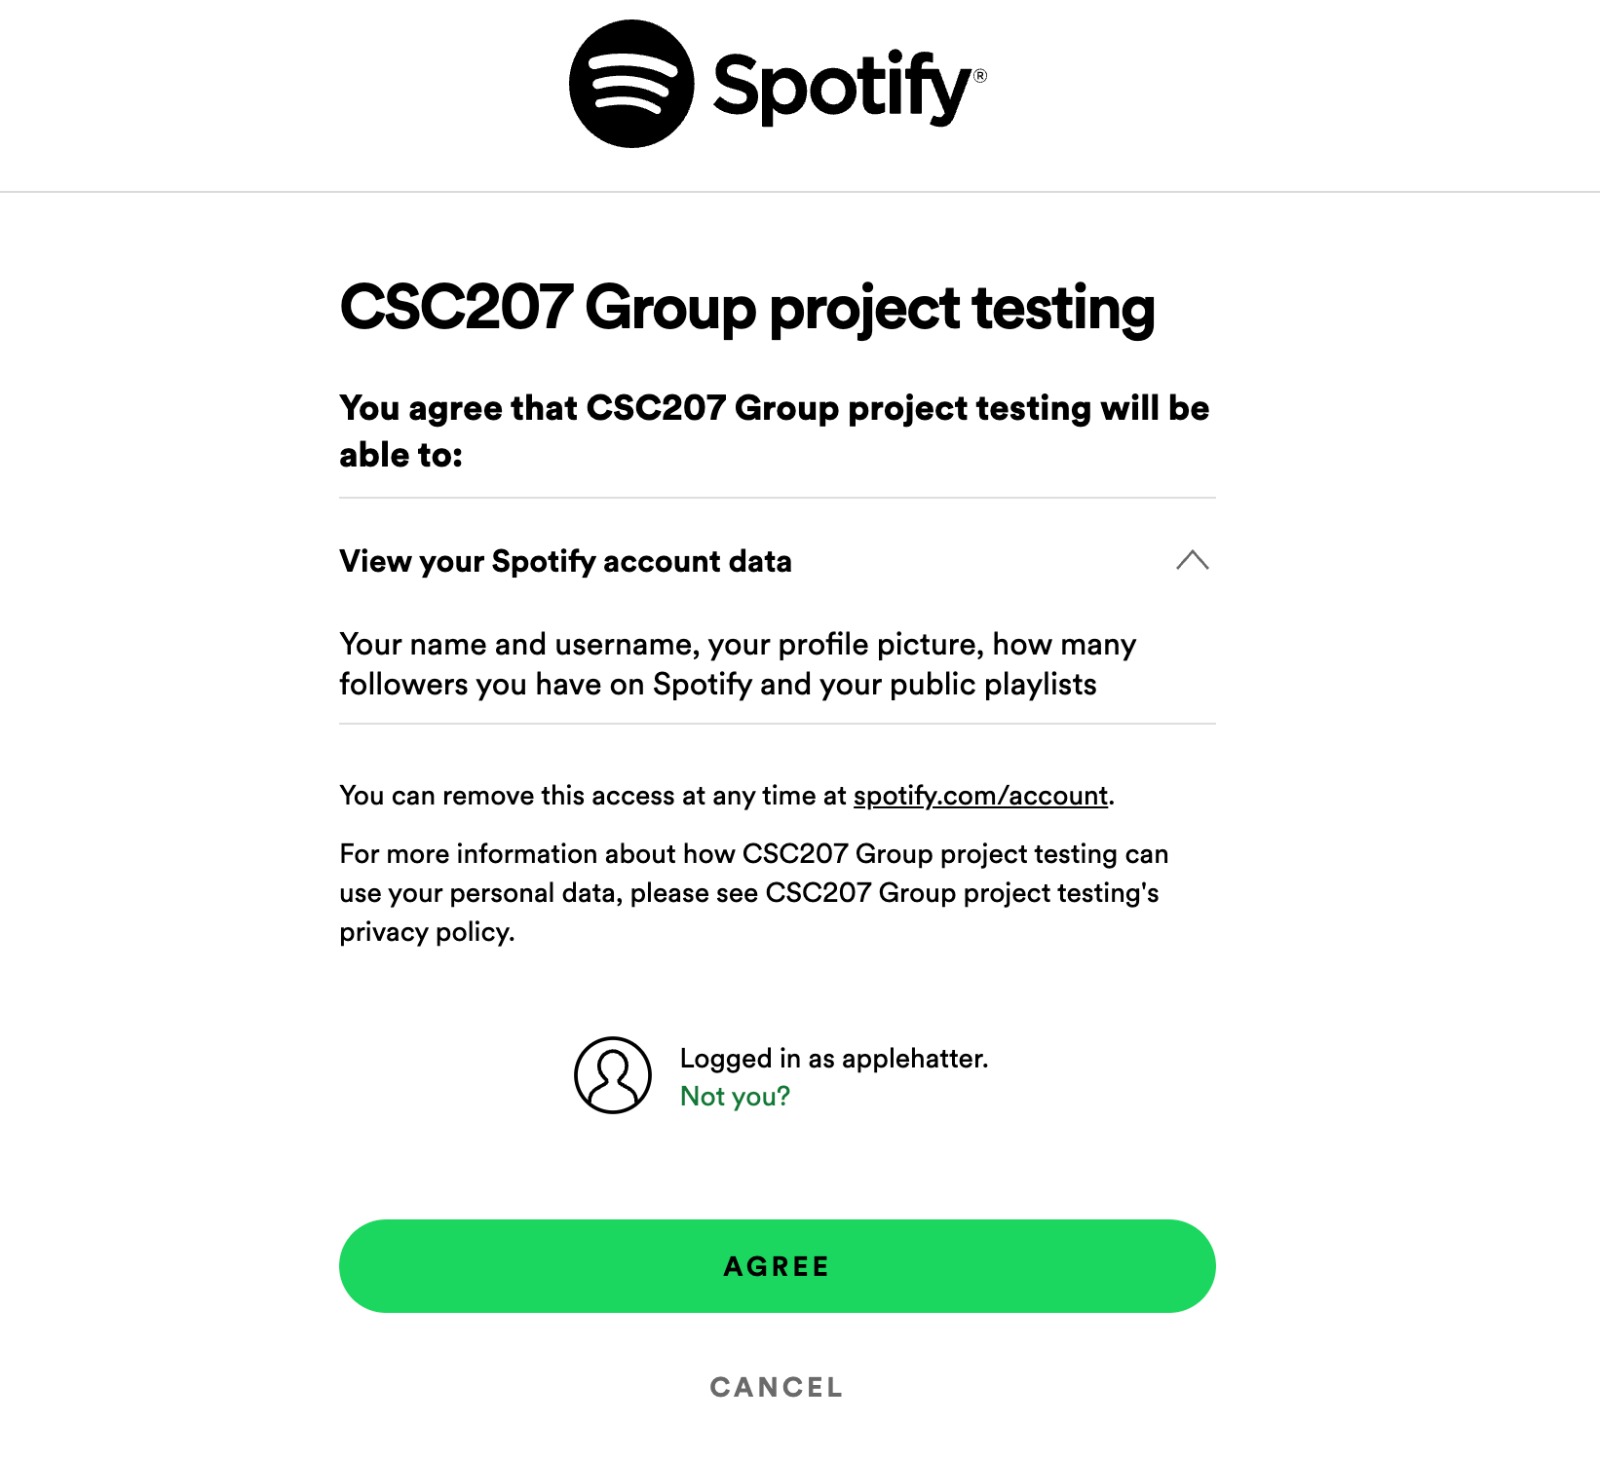 Spotify®
CSC207 Group project testing
You agree that CSC207 Group project testing will be
able to:
View your Spotify account data
Your name and username, your profile picture, how many
followers you have on Spotify and your public playlists
You can remove this access at any time at spotify.com/account.
For more information about how CSC207 Group project testing can
use your personal data, please see CSC207 Group project testing's
privacy policy.
Logged in as applehatter.
Not you?
AGREE
CANCEL